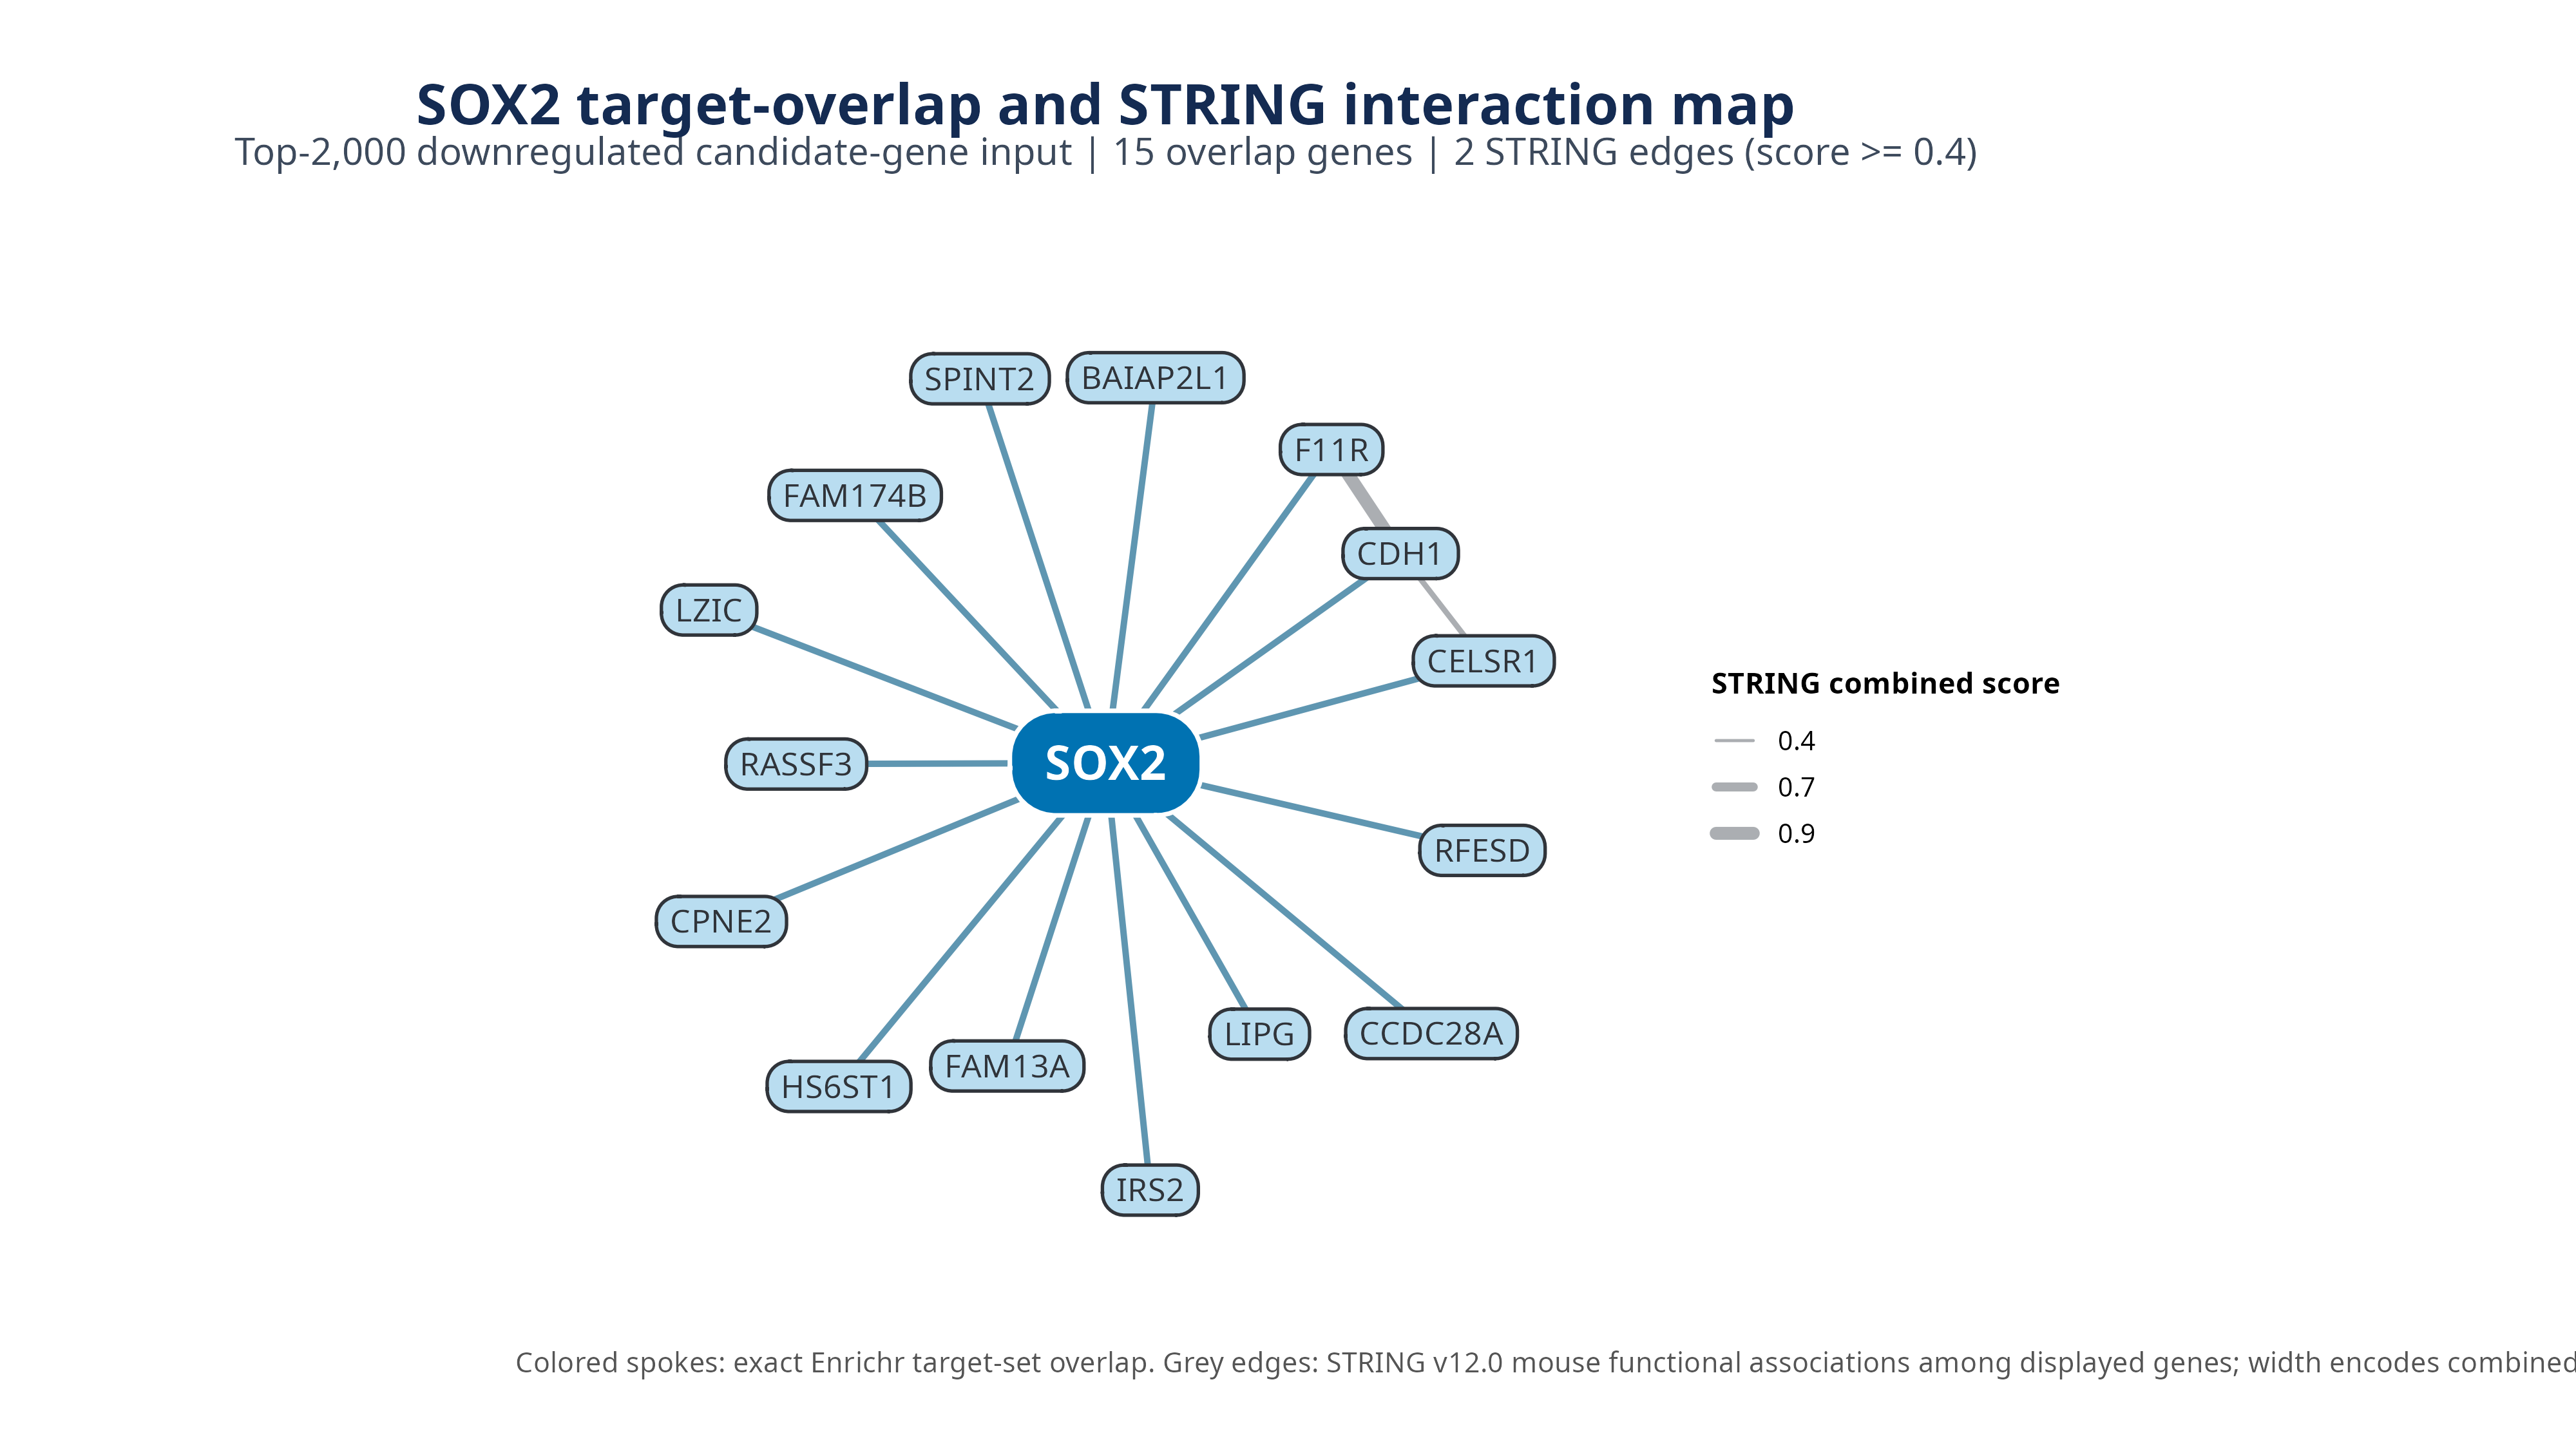 SOX2 target-overlap and STRING interaction map
Top-2,000 downregulated candidate-gene input | 15 overlap genes | 2 STRING edges (score >= 0.4)
SPINT2
BAIAP2L1
F11R
FAM174B
CDH1
LZIC
CELSR1
STRING combined score
0.4
0.7
0.9
SOX2
RASSF3
RFESD
CPNE2
LIPG
CCDC28A
FAM13A
HS6ST1
IRS2
Colored spokes: exact Enrichr target-set overlap. Grey edges: STRING v12.0 mouse functional associations among displayed genes; width encodes combined